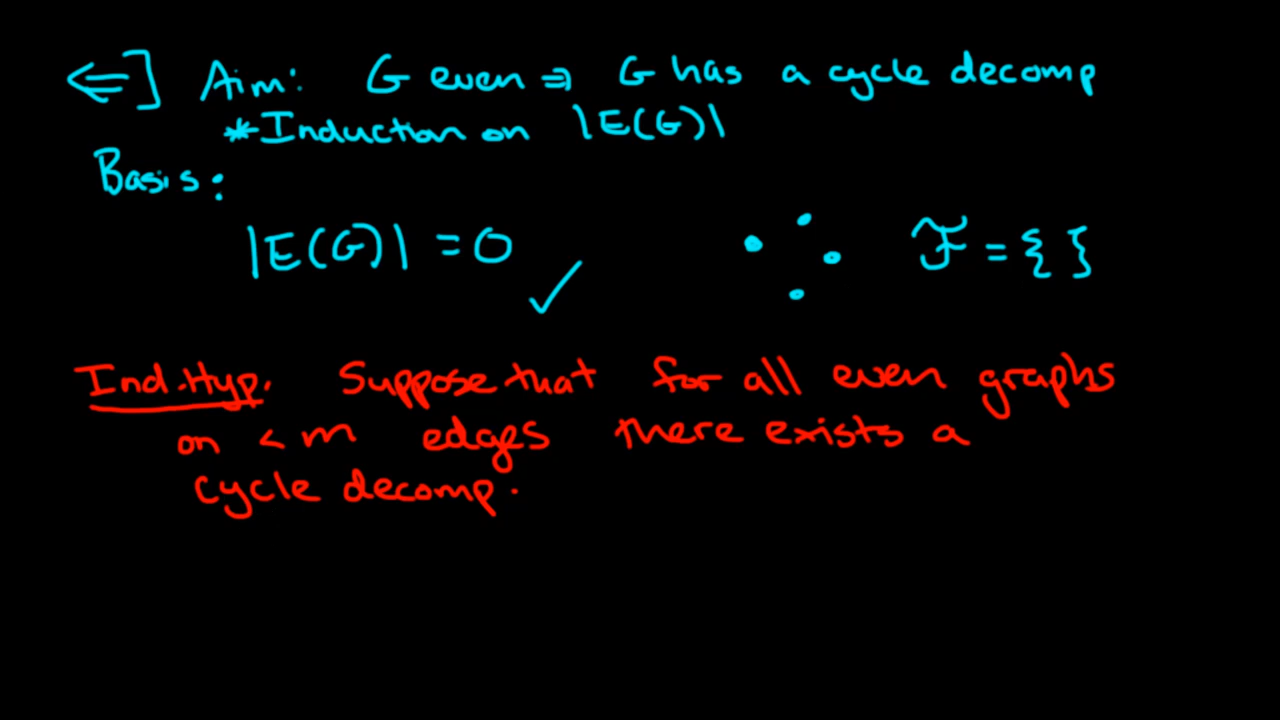 ⇐] Aim: G even ⇒ G has a cycle decomp
*Induction on |E(G)|
Basis:
|E(G)| = 0 ✓ ℱ = { }
Ind.Hyp. Suppose that for all even graphs
on < m edges there exists a
cycle decomp.